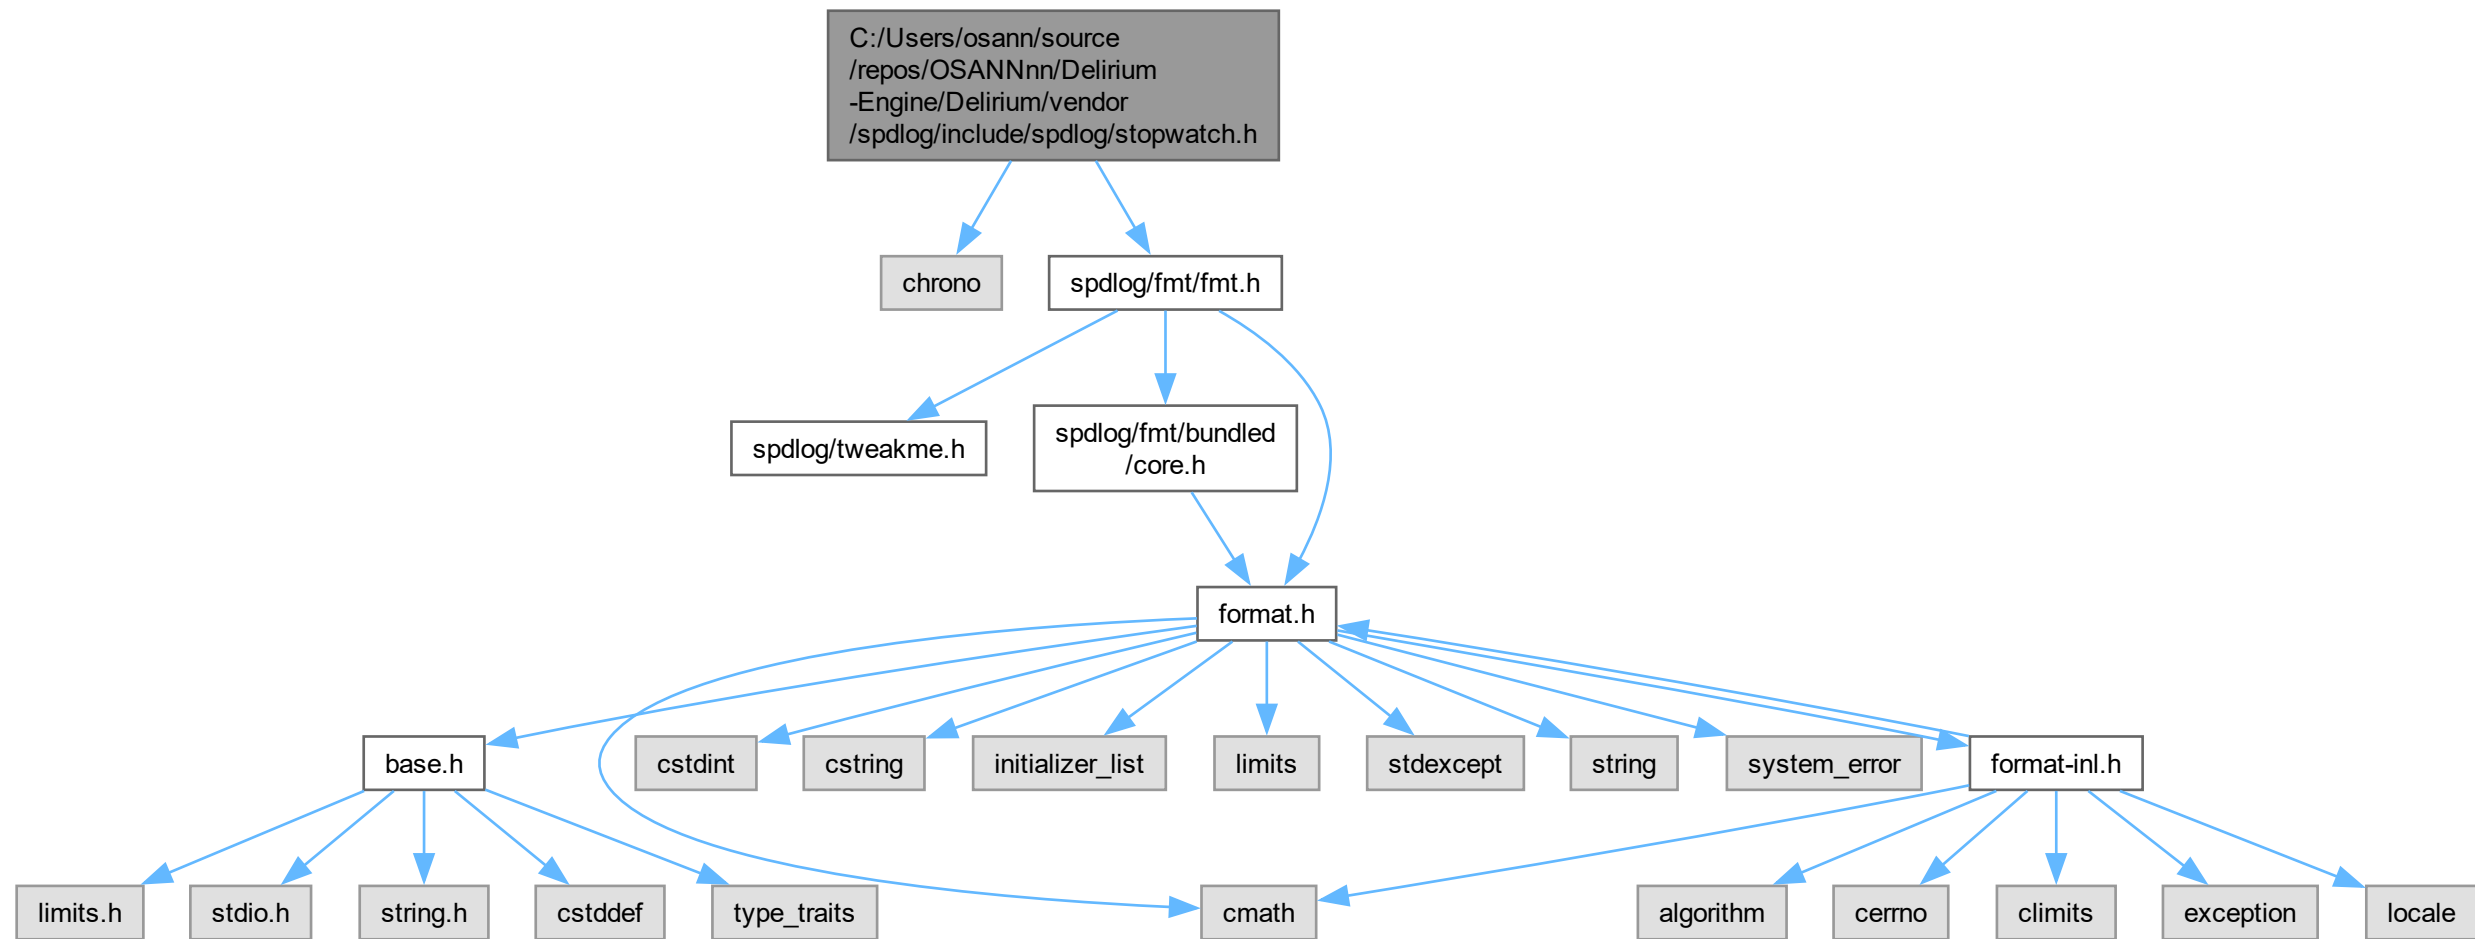 C:/Users/osann/source
/repos/OSANNnn/Delirium
-Engine/Delirium/vendor
/spdlog/include/spdlog/stopwatch.h
chrono
spdlog/fmt/fmt.h
spdlog/tweakme.h
spdlog/fmt/bundled
/core.h
format.h
base.h
cstdint
cstring
initializer_list
limits
stdexcept
string
system_error
format-inl.h
limits.h
stdio.h
string.h
cstddef
type_traits
cmath
algorithm
cerrno
climits
exception
locale